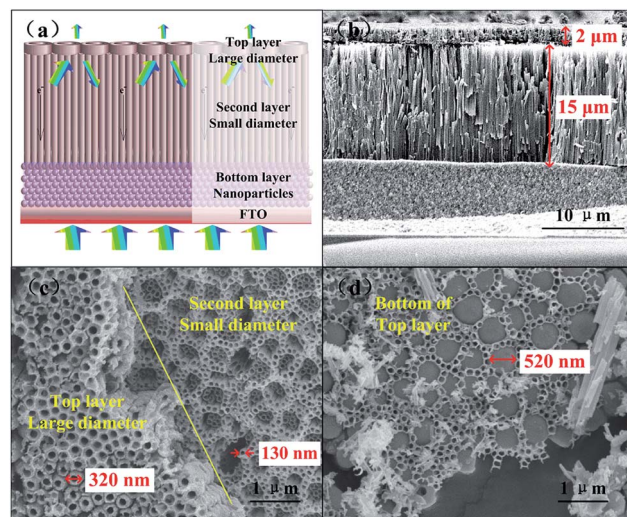 (a)
Top layer
Large diameter
e⁻
e⁻
e⁻
Second layer
Small diameter
Bottom layer
Nanoparticles
FTO
(b)
2 μm
15 μm
10 μm
(c)
Second layer
Small diameter
Top layer
Large diameter
320 nm
130 nm
1 μm
(d)
Bottom of
Top layer
520 nm
1 μm